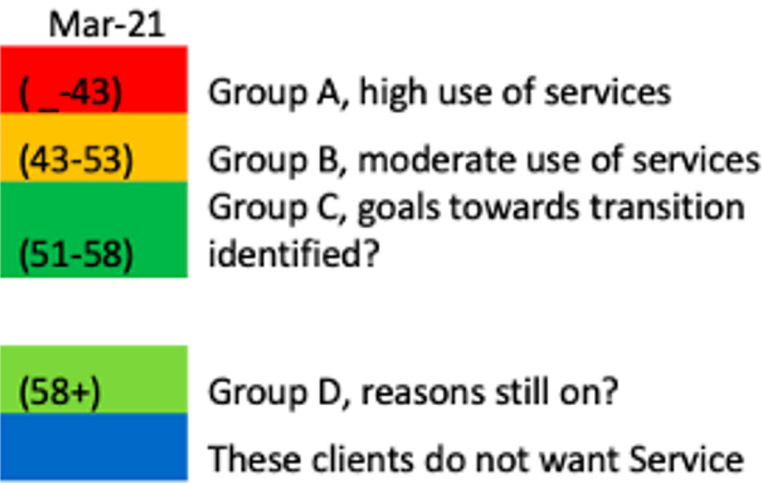 Mar-21
( _-43) Group A, high use of services
(43-53) Group B, moderate use of services
Group C, goals towards transition
(51-58) identified?
(58+) Group D, reasons still on?
These clients do not want Service